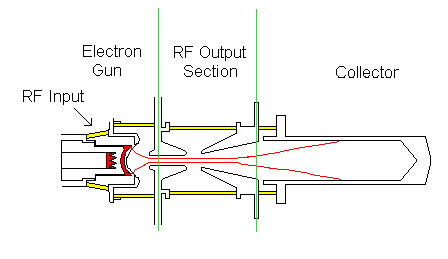 Electron
Gun
RF Output
Section
Collector
RF Input